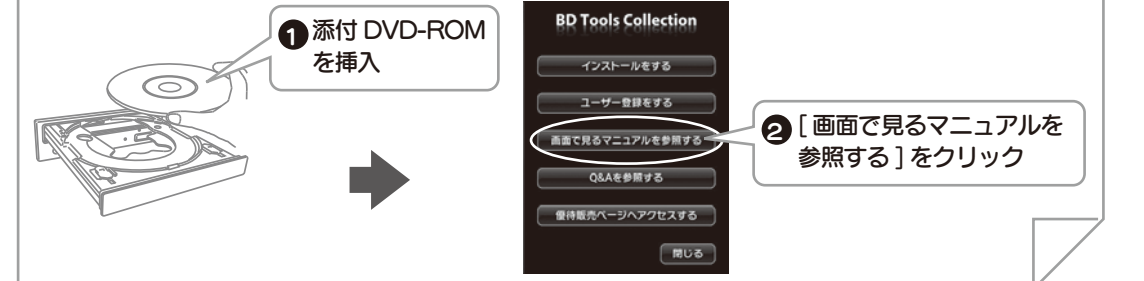 ❶ 添付 DVD-ROM
を挿入
BD Tools Collection
インストールをする
ユーザー登録をする
画面で見るマニュアルを参照する
Q&Aを参照する
優待販売ページへアクセスする
閉じる
❷ [ 画面で見るマニュアルを
参照する ] をクリック